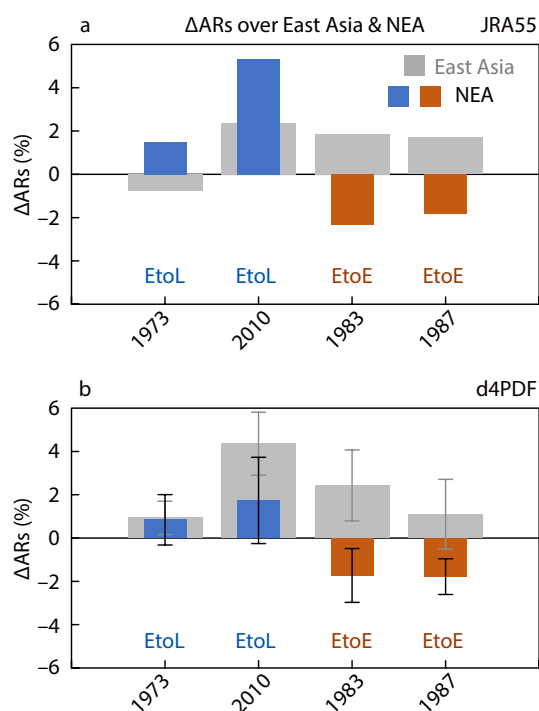 a ΔARs over East Asia & NEA JRA55
6
East Asia
4
NEA
2
0
−2
−4
EtoL EtoL EtoE EtoE
−6
ΔARs (%)
1973 2010 1983 1987
b d4PDF
6
4
2
0
−2
−4
EtoL EtoL EtoE EtoE
−6
ΔARs (%)
1973 2010 1983 1987